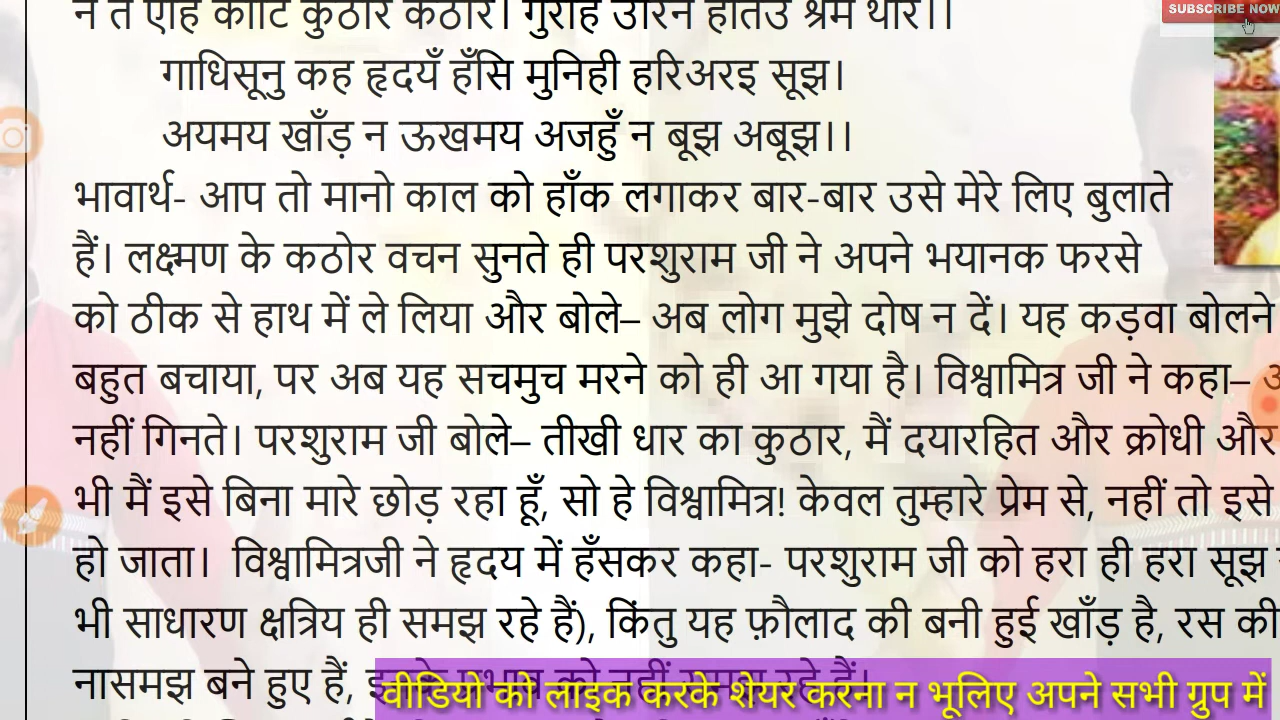 न त एहि काटि कुठार कठोर। गुरहि उरिन होतेउँ श्रम थोरे।।
SUBSCRIBE NOW
गाधिसूनु कह हृदयँ हँसि मुनिही हरिअरइ सूझ।
अयमय खाँड़ न ऊखमय अजहुँ न बूझ अबूझ।।
भावार्थ- आप तो मानो काल को हाँक लगाकर बार-बार उसे मेरे लिए बुलाते
हैं। लक्ष्मण के कठोर वचन सुनते ही परशुराम जी ने अपने भयानक फरसे
को ठीक से हाथ में ले लिया और बोले– अब लोग मुझे दोष न दें। यह कड़वा बोलने
बहुत बचाया, पर अब यह सचमुच मरने को ही आ गया है। विश्वामित्र जी ने कहा–
नहीं गिनते। परशुराम जी बोले– तीखी धार का कुठार, मैं दयारहित और क्रोधी और
भी मैं इसे बिना मारे छोड़ रहा हूँ, सो हे विश्वामित्र! केवल तुम्हारे प्रेम से, नहीं तो इसे
हो जाता। विश्वामित्रजी ने हृदय में हँसकर कहा- परशुराम जी को हरा ही हरा सूझ
भी साधारण क्षत्रिय ही समझ रहे हैं), किंतु यह फ़ौलाद की बनी हुई खाँड़ है, रस की
नासमझ बने हुए हैं,
वीडियो को लाइक करके शेयर करना न भूलिए अपने सभी ग्रुप में